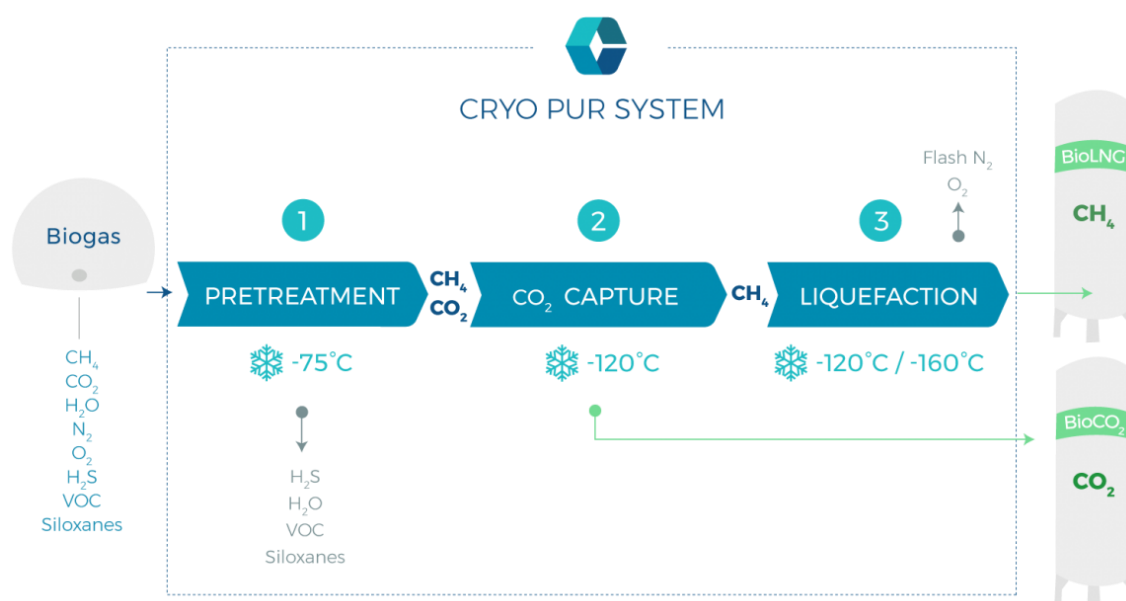 CRYO PUR SYSTEM
Biogas
CH₄
CO₂
H₂O
N₂
O₂
H₂S
VOC
Siloxanes
1
PRETREATMENT
-75°C
H₂S
H₂O
VOC
Siloxanes
CH₄
CO₂
2
CO₂ CAPTURE
-120°C
CH₄
3
LIQUEFACTION
-120°C / -160°C
Flash N₂
O₂
BioLNG
CH₄
BioCO₂
CO₂